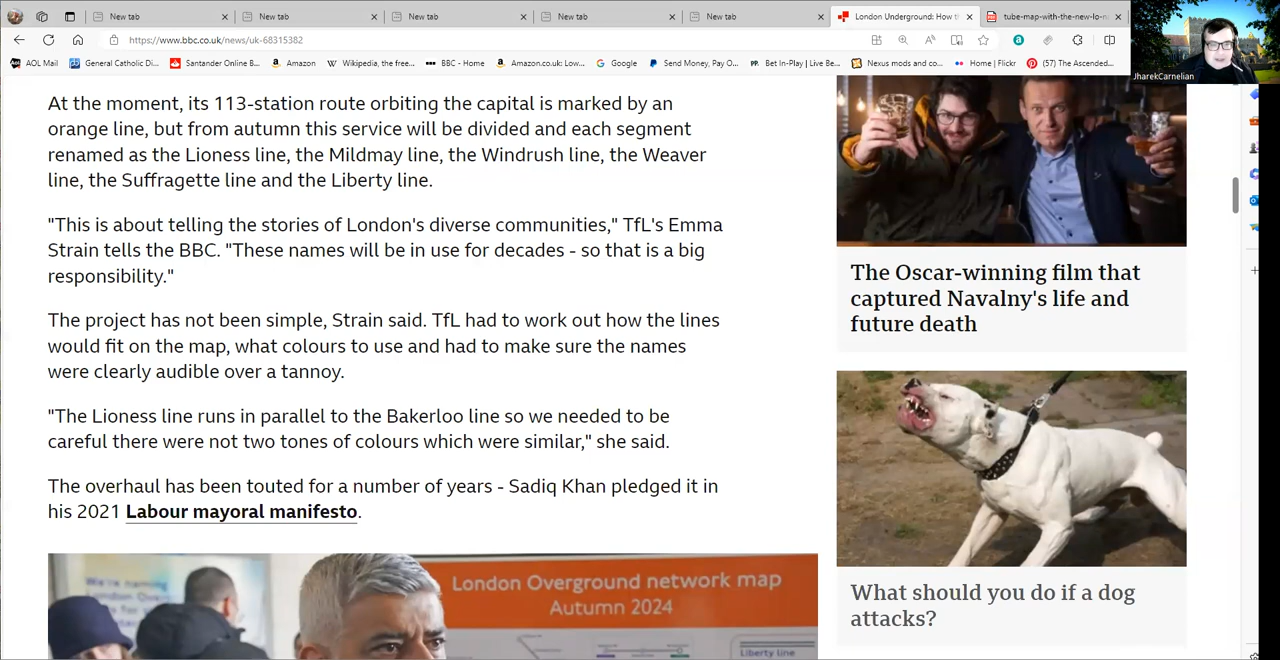 New tab
New tab
New tab
New tab
New tab
London Underground: How t
tube-map-with-the-new-lo-n
https://www.bbc.co.uk/news/uk-68315382
AOL Mail
General Catholic Di...
Santander Online B...
Amazon
Wikipedia, the free...
BBC - Home
Amazon.co.uk: Low...
Google
Send Money, Pay O...
Bet In-Play | Live Be...
Nexus mods and co...
Home | Flickr
(57) The Ascended...
JharekCarnelian
At the moment, its 113-station route orbiting the capital is marked by an
orange line, but from autumn this service will be divided and each segment
renamed as the Lioness line, the Mildmay line, the Windrush line, the Weaver
line, the Suffragette line and the Liberty line.
"This is about telling the stories of London's diverse communities," TfL's Emma
Strain tells the BBC. "These names will be in use for decades - so that is a big
responsibility."
The project has not been simple, Strain said. TfL had to work out how the lines
would fit on the map, what colours to use and had to make sure the names
were clearly audible over a tannoy.
"The Lioness line runs in parallel to the Bakerloo line so we needed to be
careful there were not two tones of colours which were similar," she said.
The overhaul has been touted for a number of years - Sadiq Khan pledged it in
his 2021 Labour mayoral manifesto.
We're naming
London Ove
London Overground network map
Autumn 2024
Liberty line
The Oscar-winning film that
captured Navalny's life and
future death
What should you do if a dog
attacks?